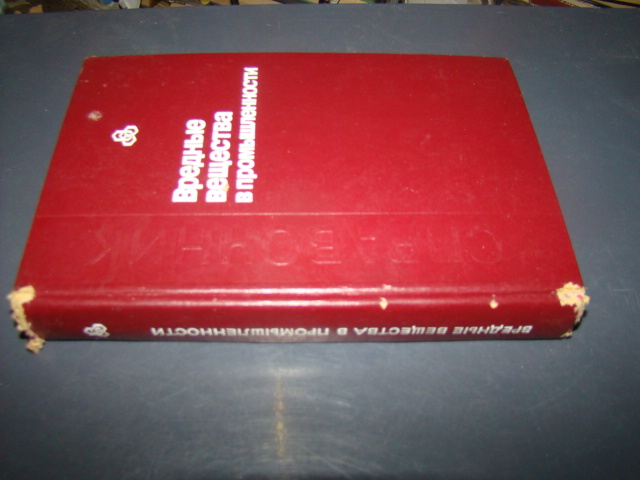 Вредные
вещества
в промышленности
СПРАВОЧНИК
ВРЕДНЫЕ ВЕЩЕСТВА В ПРОМЫШЛЕННОСТИ